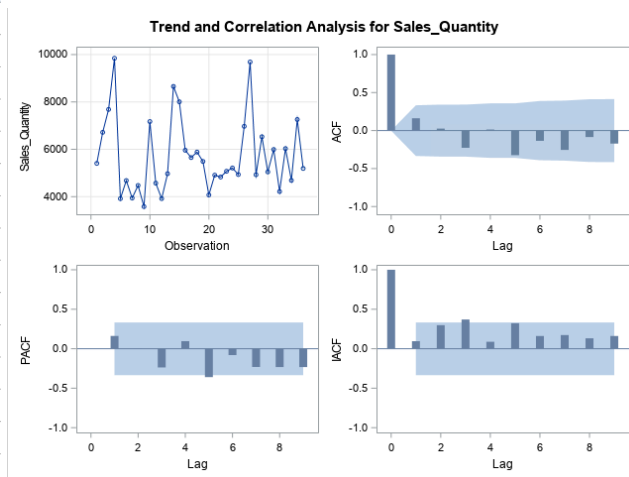 Trend and Correlation Analysis for Sales_Quantity
10000
8000
6000
4000
Sales_Quantity
0 10 20 30
Observation
1.0
0.5
0.0
-0.5
-1.0
ACF
0 2 4 6 8
Lag
1.0
0.5
0.0
-0.5
-1.0
PACF
0 2 4 6 8
Lag
1.0
0.5
0.0
-0.5
-1.0
IACF
0 2 4 6 8
Lag